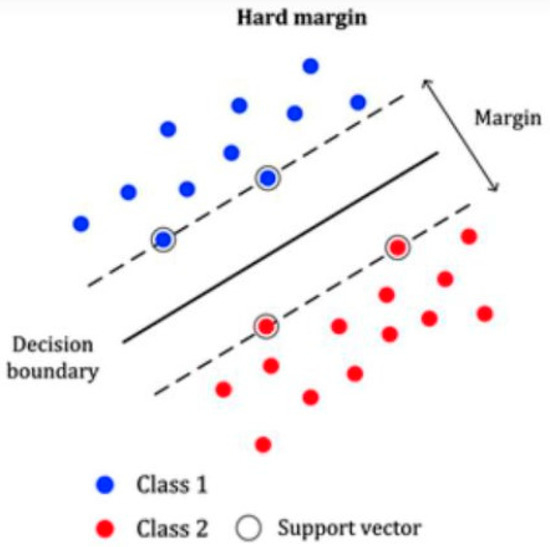 Hard margin
Margin
Decision
boundary
Class 1
Class 2
Support vector